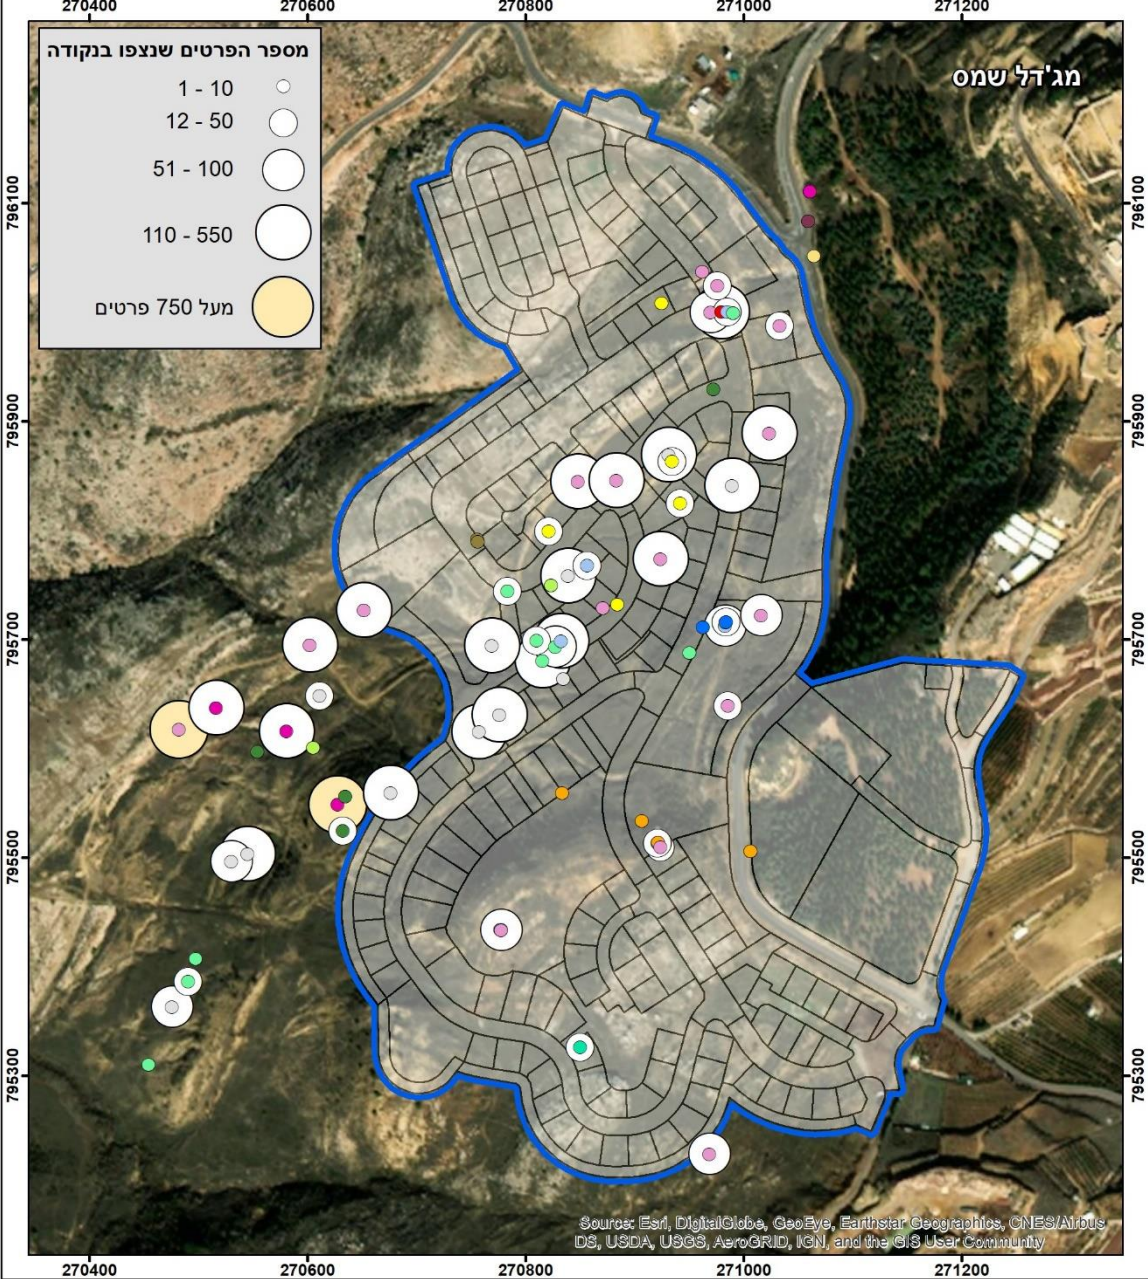 270400 270600 270800 271000 271200
מספר הפרטים שנצפו בנקודה
1 - 10
12 - 50
51 - 100
110 - 550
מעל 750 פרטים
מג'דל שמס
796100
796100
795900
795900
795700
795700
795500
795500
795300
795300
Source: Esri, DigitalGlobe, GeoEye, Earthstar Geographics, CNES/Airbus
DS, USDA, USGS, AeroGRID, IGN, and the GIS User Community
270400 270600 270800 271000 271200